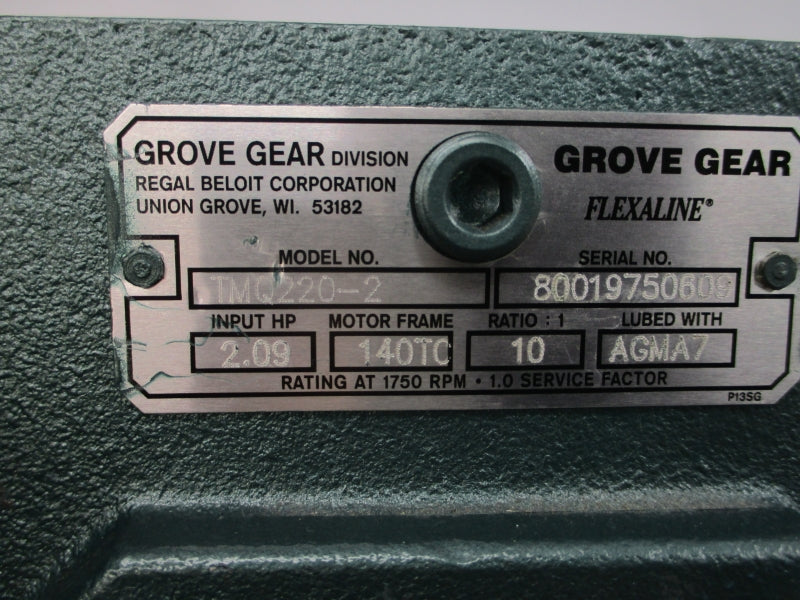 GROVE GEAR DIVISION
REGAL BELOIT CORPORATION
UNION GROVE, WI. 53182
GROVE GEAR
FLEXALINE®
MODEL NO.
TMQ220-2
SERIAL NO.
80019750609
INPUT HP
2.09
MOTOR FRAME
140TC
RATIO : 1
10
LUBED WITH
AGMA7
RATING AT 1750 RPM • 1.0 SERVICE FACTOR
P13SG